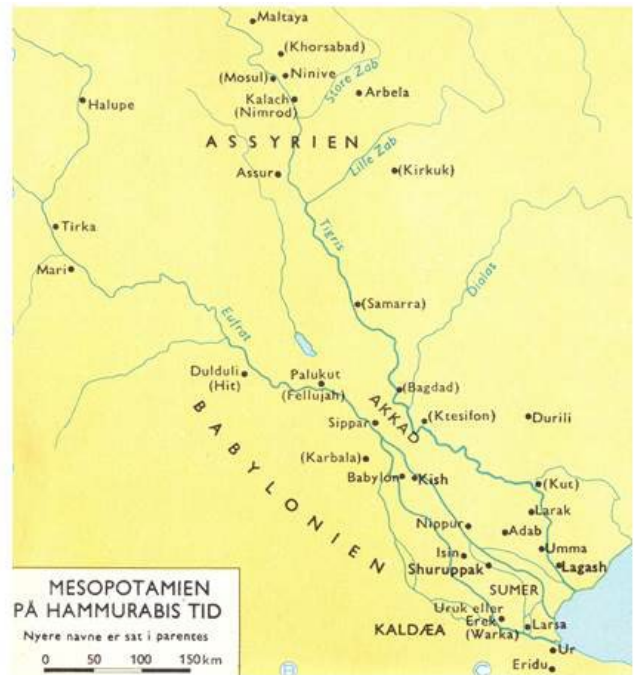 Maltaya
(Khorsabad)
(Mosul)
Ninive
Store Zab
Halupe
Kalach
(Nimrod)
Arbela
ASSYRIEN
Lille Zab
Assur
(Kirkuk)
Tirka
Tigris
Mari
Dialas
(Samarra)
Eufrat
Dulduli
(Hit)
Palukut
(Fellujah)
(Bagdad)
AKKAD
(Ktesifon)
Durili
Sippar
BABYLONIEN
(Karbala)
Babylon
Kish
(Kut)
Larak
Nippur
Adab
Isin
Umma
Shuruppak
Lagash
SUMER
Uruk eller
Erek
(Warka)
KALDÆA
Larsa
Ur
Eridu
MESOPOTAMIEN
PÅ HAMMURABIS TID
Nyere navne er sat i parentes
0 50 100 150 km
B
C